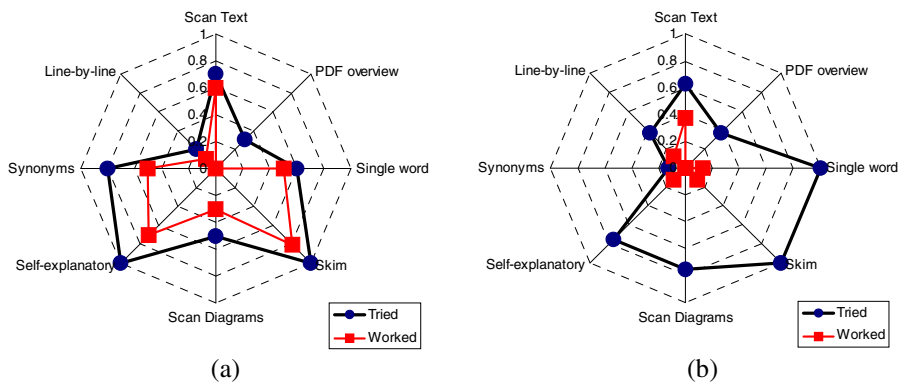 Scan Text
1
0.8
0.6
0.4
0.2
0
PDF overview
Single word
Skim
Scan Diagrams
Self-explanatory
Synonyms
Line-by-line
Tried
Worked
(a)
Scan Text
1
0.8
0.6
0.4
0.2
0
PDF overview
Single word
Skim
Scan Diagrams
Self-explanatory
Synonyms
Line-by-line
Tried
Worked
(b)